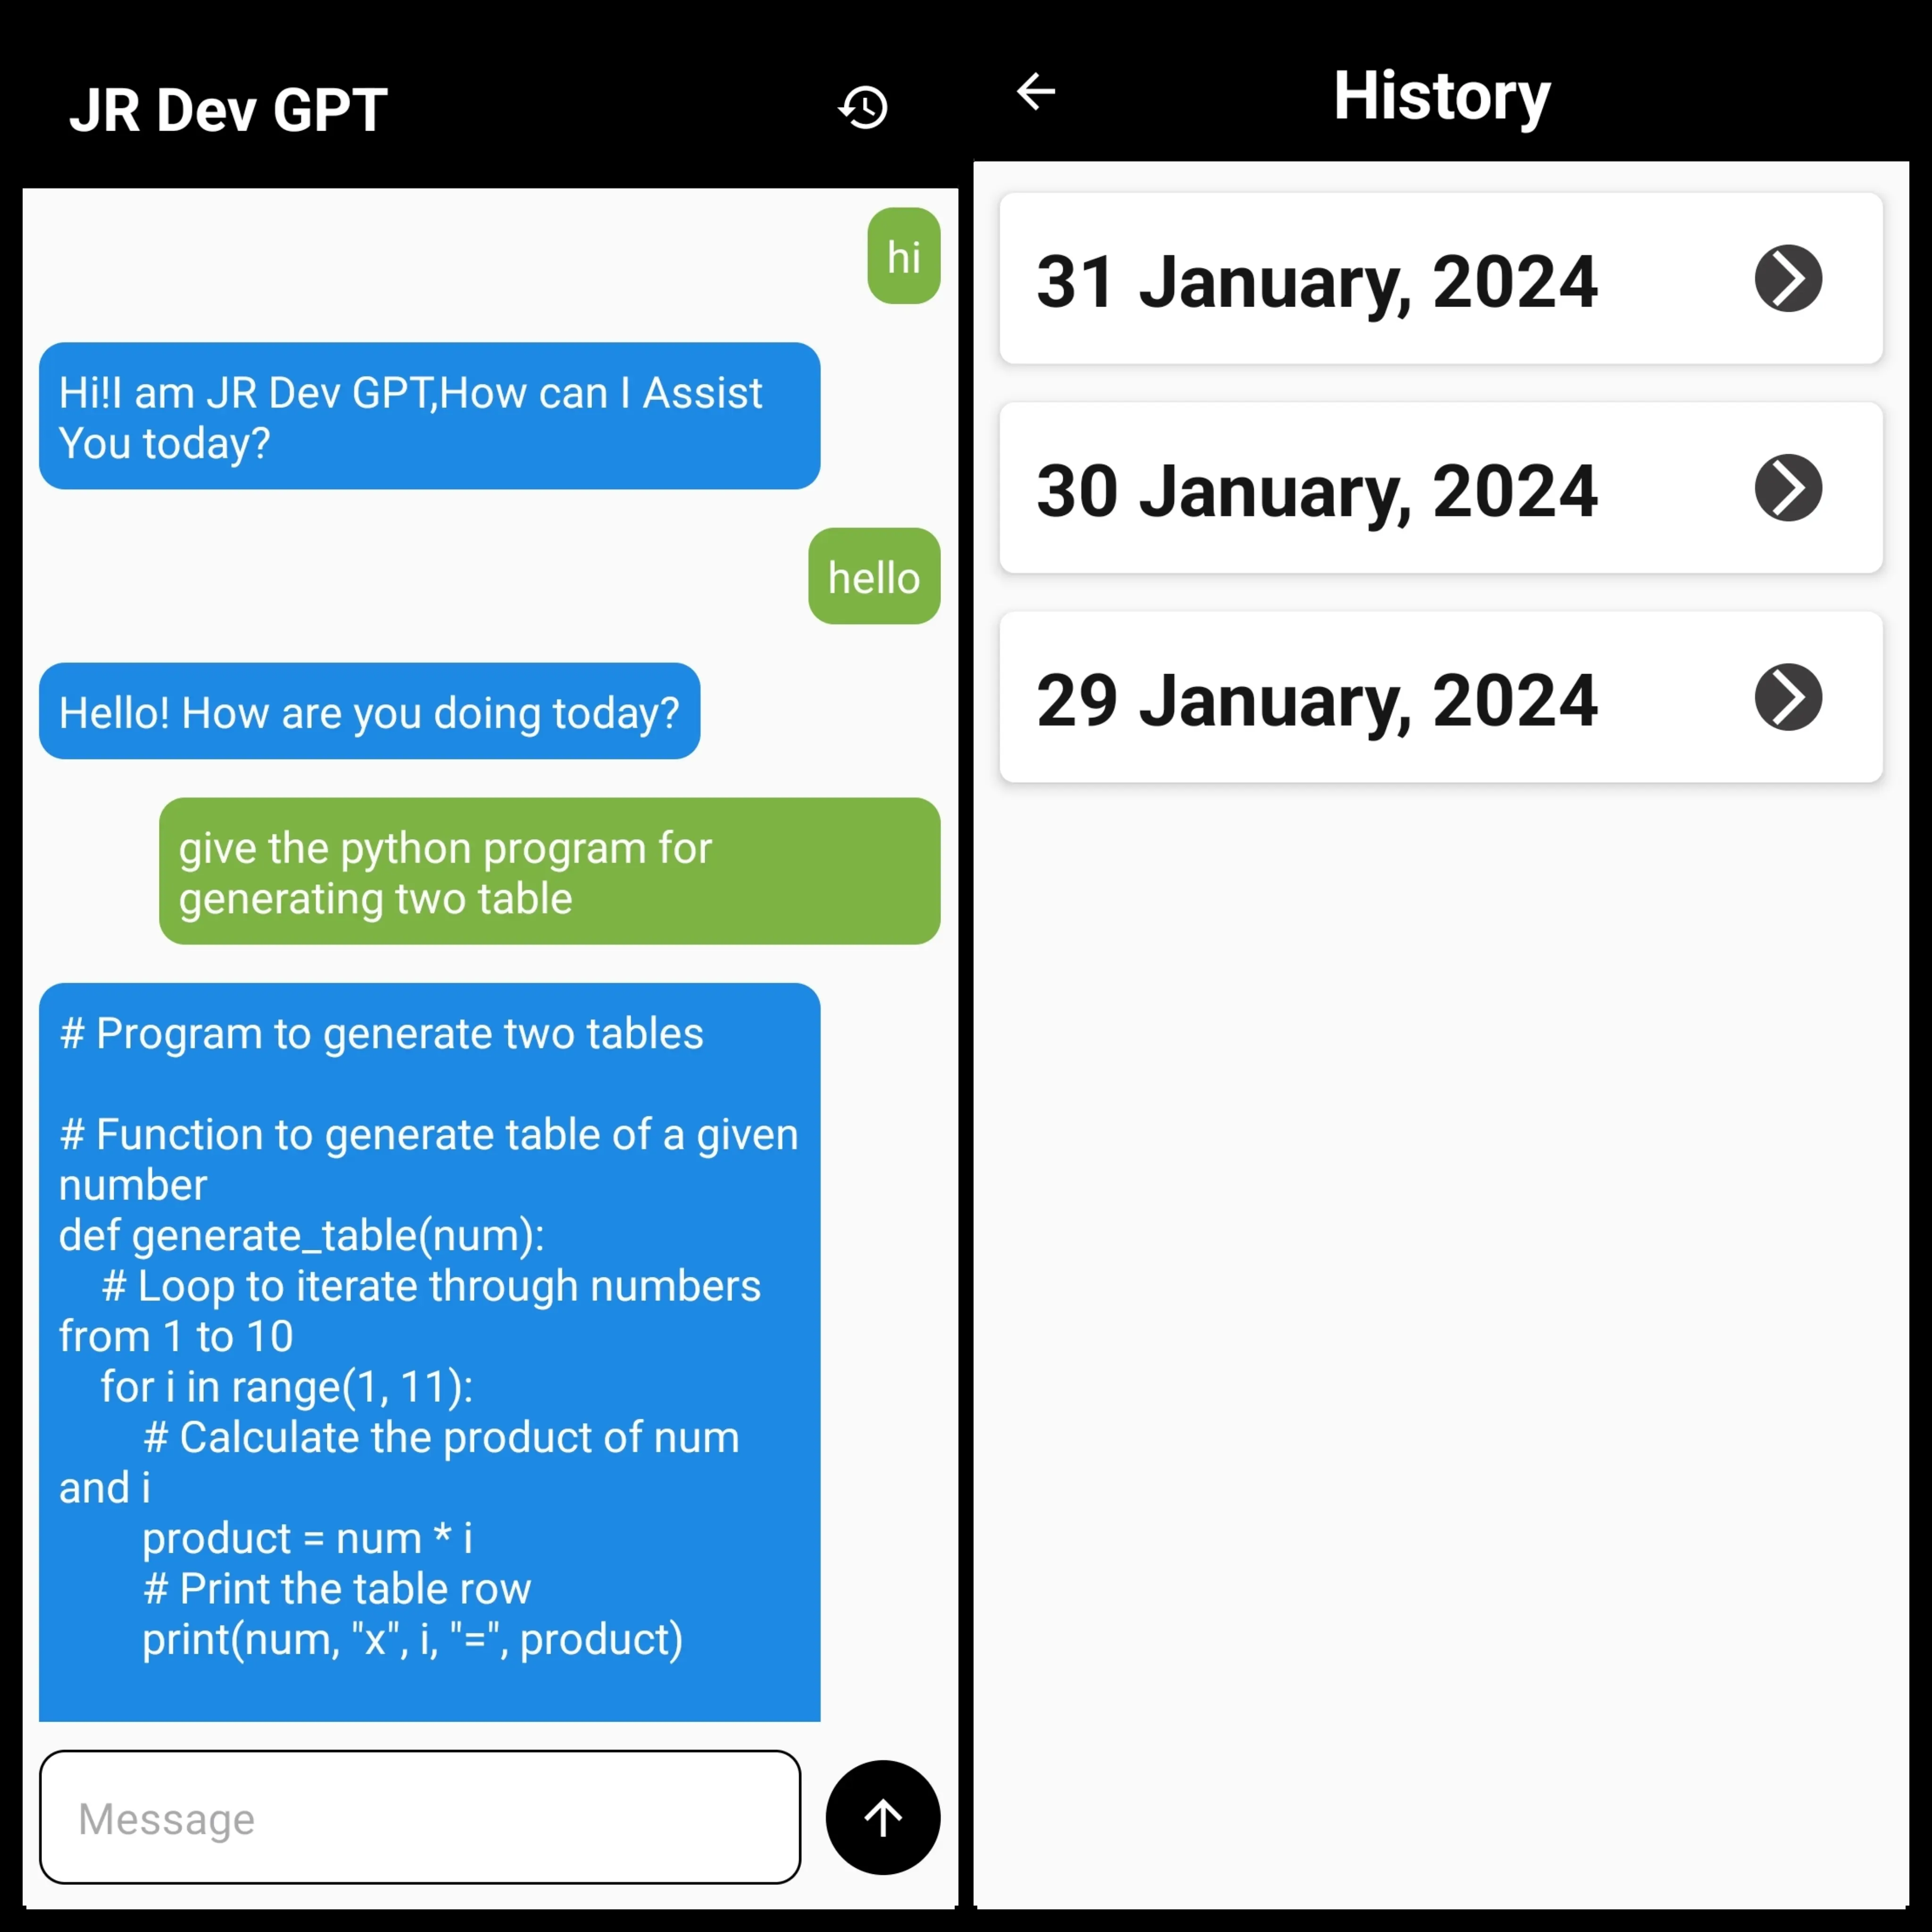 JR Dev GPT
hi
Hi!I am JR Dev GPT,How can I Assist
You today?
hello
Hello! How are you doing today?
give the python program for
generating two table
# Program to generate two tables
# Function to generate table of a given
number
def generate_table(num):
    # Loop to iterate through numbers
from 1 to 10
    for i in range(1, 11):
        # Calculate the product of num
and i
        product = num * i
        # Print the table row
        print(num, "x", i, "=", product)
Message
History
31 January, 2024
30 January, 2024
29 January, 2024